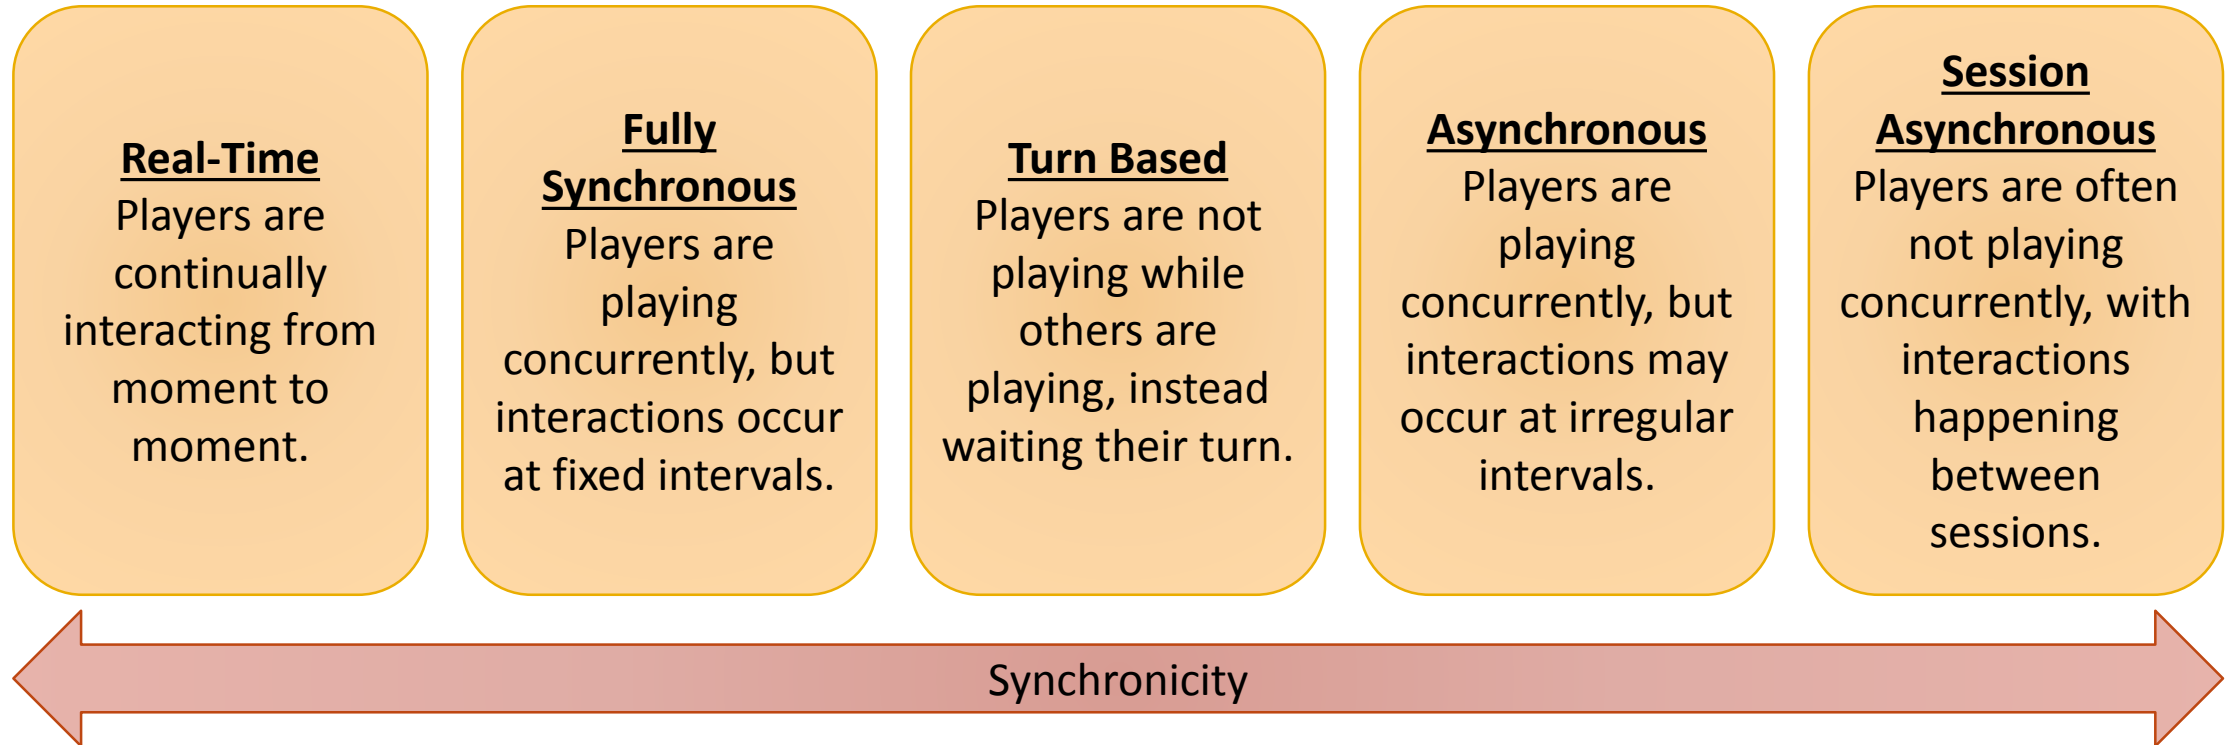 Real-Time
Players are
continually
interacting from
moment to
moment.
Fully
Synchronous
Players are
playing
concurrently, but
interactions occur
at fixed intervals.
Turn Based
Players are not
playing while
others are
playing, instead
waiting their turn.
Asynchronous
Players are
playing
concurrently, but
interactions may
occur at irregular
intervals.
Session
Asynchronous
Players are often
not playing
concurrently, with
interactions
happening
between
sessions.
Synchronicity